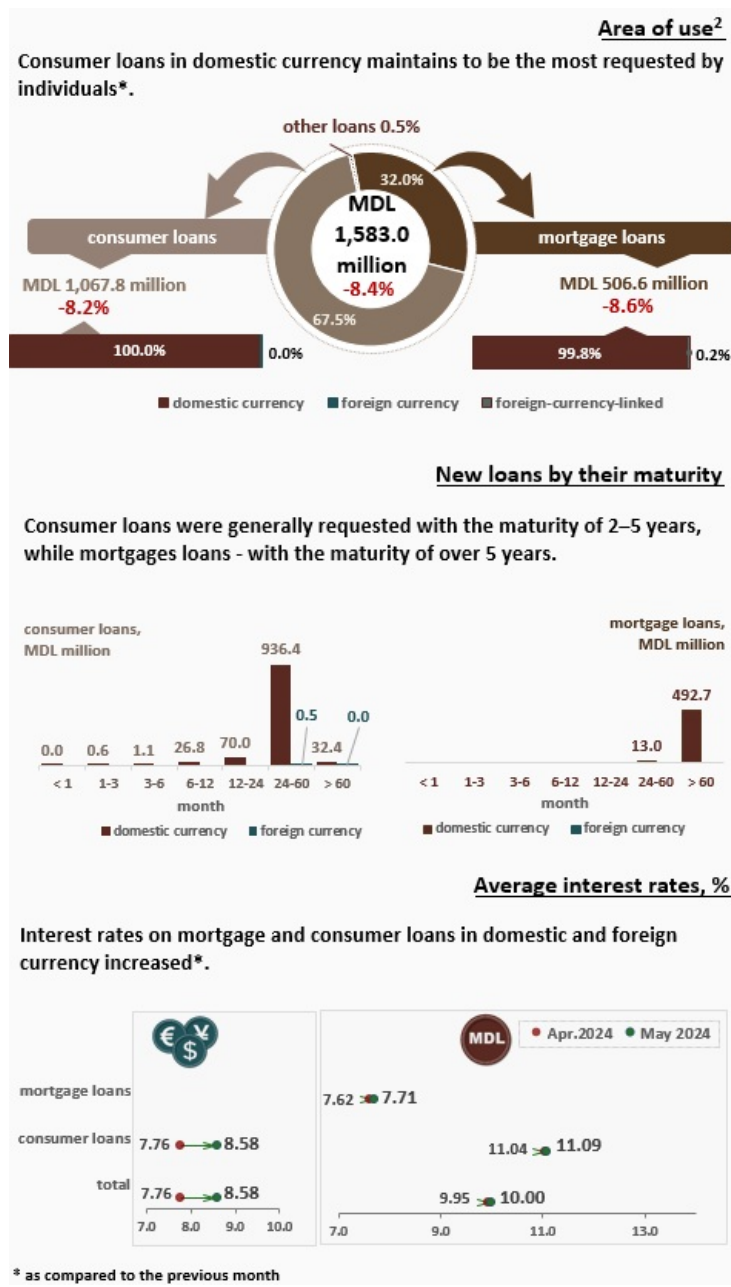 Area of use2
Consumer loans in domestic currency maintains to be the most requested by
individuals*.
other loans 0.5%
32.0%
MDL
1,583.0
million
-8.4%
67.5%
consumer loans
MDL 1,067.8 million
-8.2%
100.0%
0.0%
mortgage loans
MDL 506.6 million
-8.6%
99.8%
0.2%
domestic currency foreign currency foreign-currency-linked
New loans by their maturity
Consumer loans were generally requested with the maturity of 2–5 years,
while mortgages loans - with the maturity of over 5 years.
consumer loans,
MDL million
936.4
0.5 0.0
0.0 0.6 1.1 26.8 70.0 32.4
< 1 1-3 3-6 6-12 12-24 24-60 > 60
month
domestic currency foreign currency
mortgage loans,
MDL million
492.7
13.0
< 1 1-3 3-6 6-12 12-24 24-60 > 60
month
domestic currency foreign currency
Average interest rates, %
Interest rates on mortgage and consumer loans in domestic and foreign
currency increased*.
€ ¥
$
MDL
Apr.2024 May 2024
mortgage loans
7.62 7.71
consumer loans 7.76 8.58
11.04 11.09
total 7.76 8.58
9.95 10.00
7.0 8.0 9.0 10.0
7.0 9.0 11.0 13.0
* as compared to the previous month